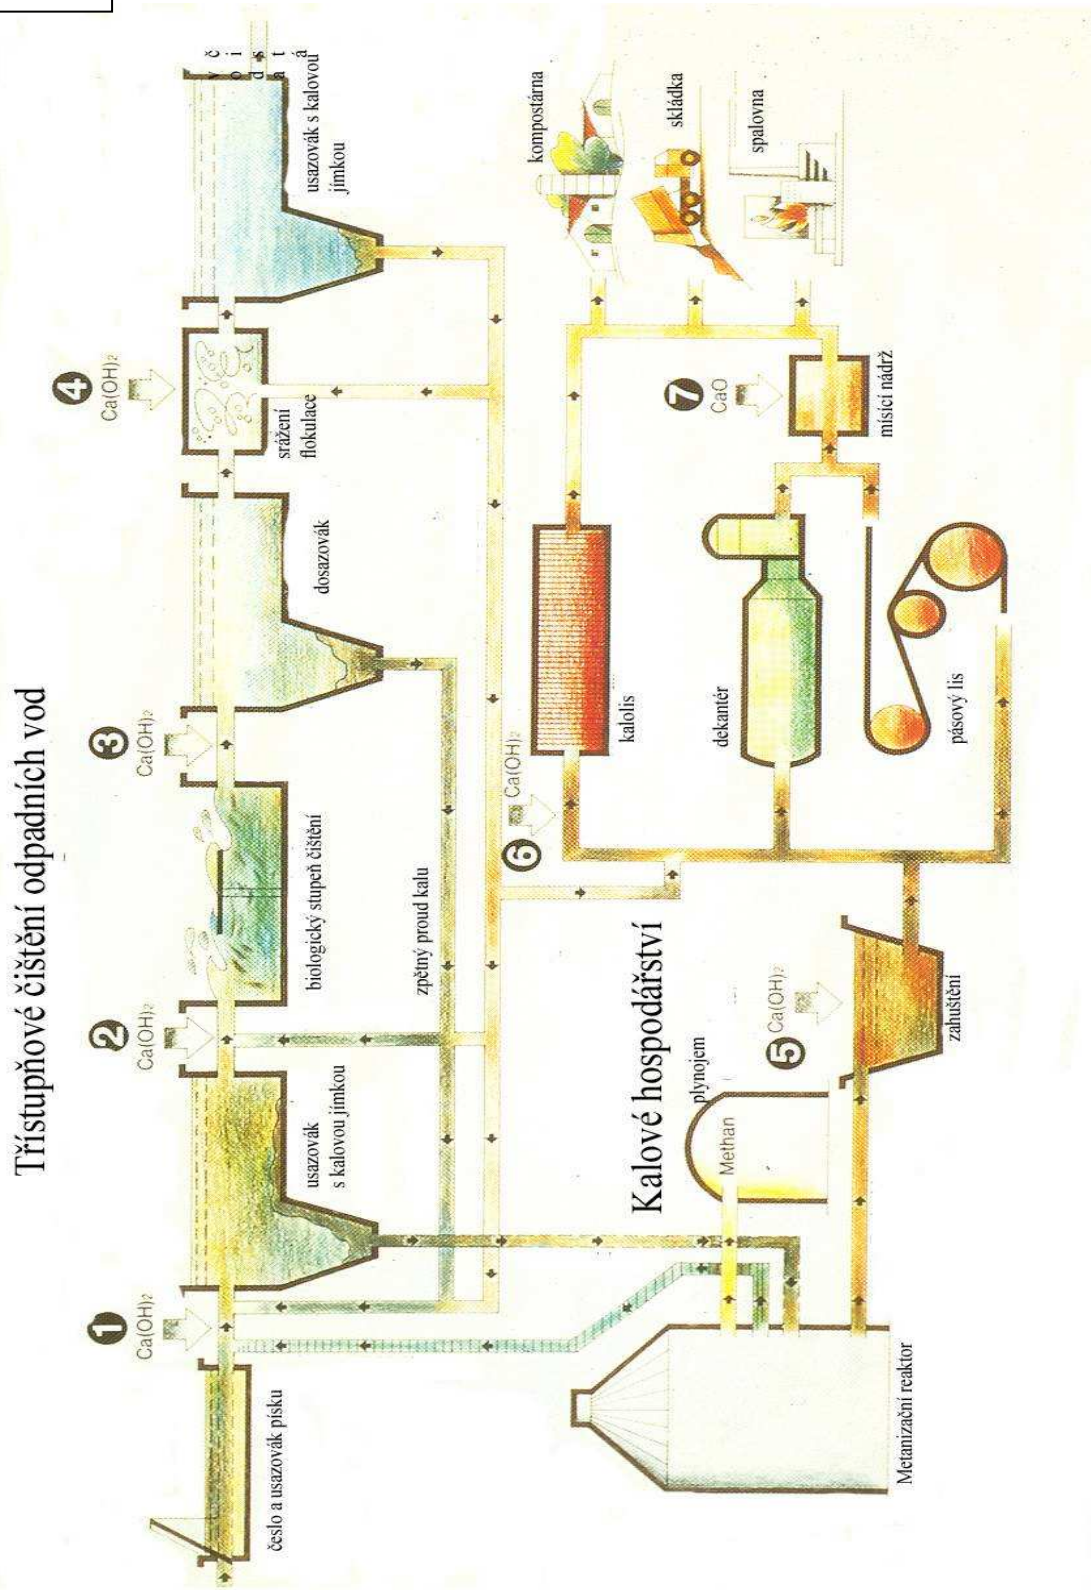 Třístupňové čištění odpadních vod
1
Ca(OH)2
2
Ca(OH)2
3
Ca(OH)2
4
Ca(OH)2
česlo a usazovák písku
usazovák
s kalovou jímkou
biologický stupeň čištění
dosazovák
srážení
flokulace
usazovák s kalovou
jímkou
čistá
voda
zpětný proud kalu
Kalové hospodářství
Metanizační reaktor
plynojem
Methan
5
Ca(OH)2
zahuštění
6
Ca(OH)2
kalolis
dekantér
pásový lis
7
CaO
mísící nádrž
kompostárna
skládka
spalovna